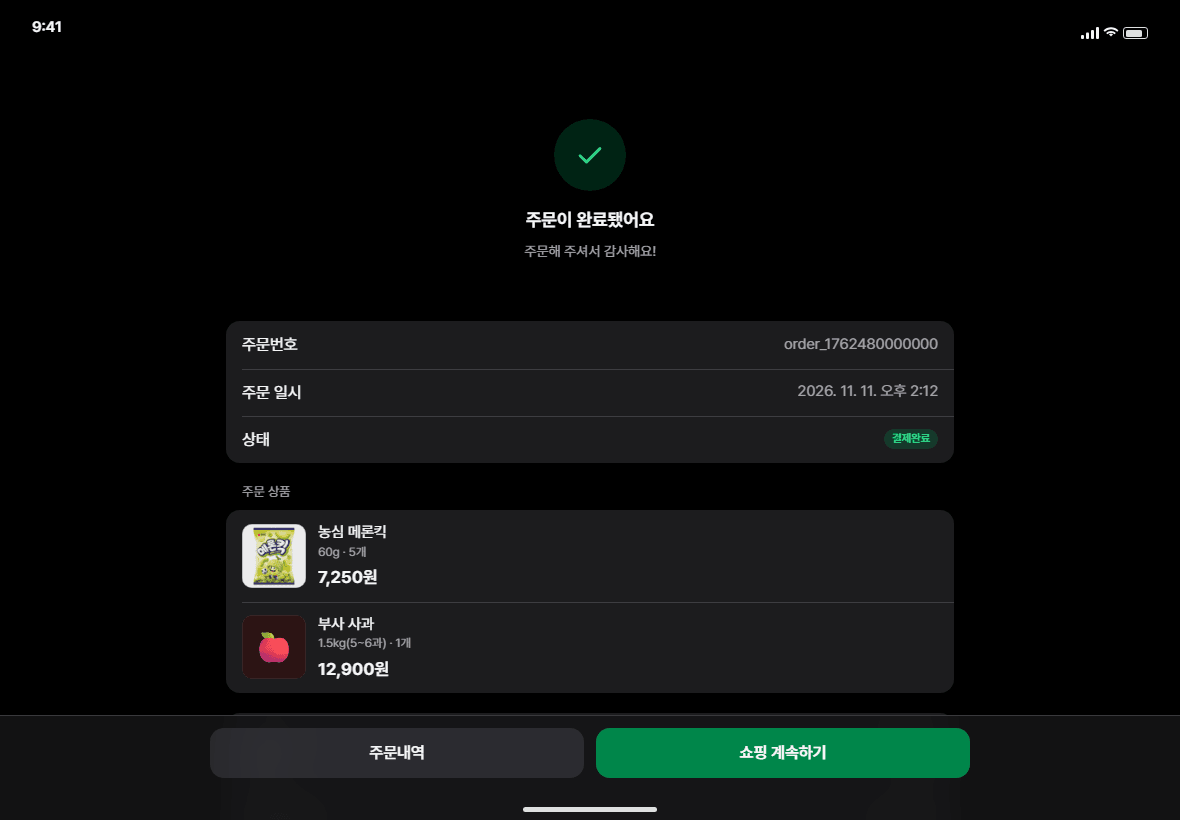 9:41
주문이 완료됐어요
주문해 주셔서 감사해요!
주문번호 order_1762480000000
주문 일시 2026. 11. 11. 오후 2:12
상태 결제완료
주문 상품
메론킥
농심 메론킥
60g · 5개
7,250원
부사 사과
1.5kg(5~6과) · 1개
12,900원
주문내역 쇼핑 계속하기